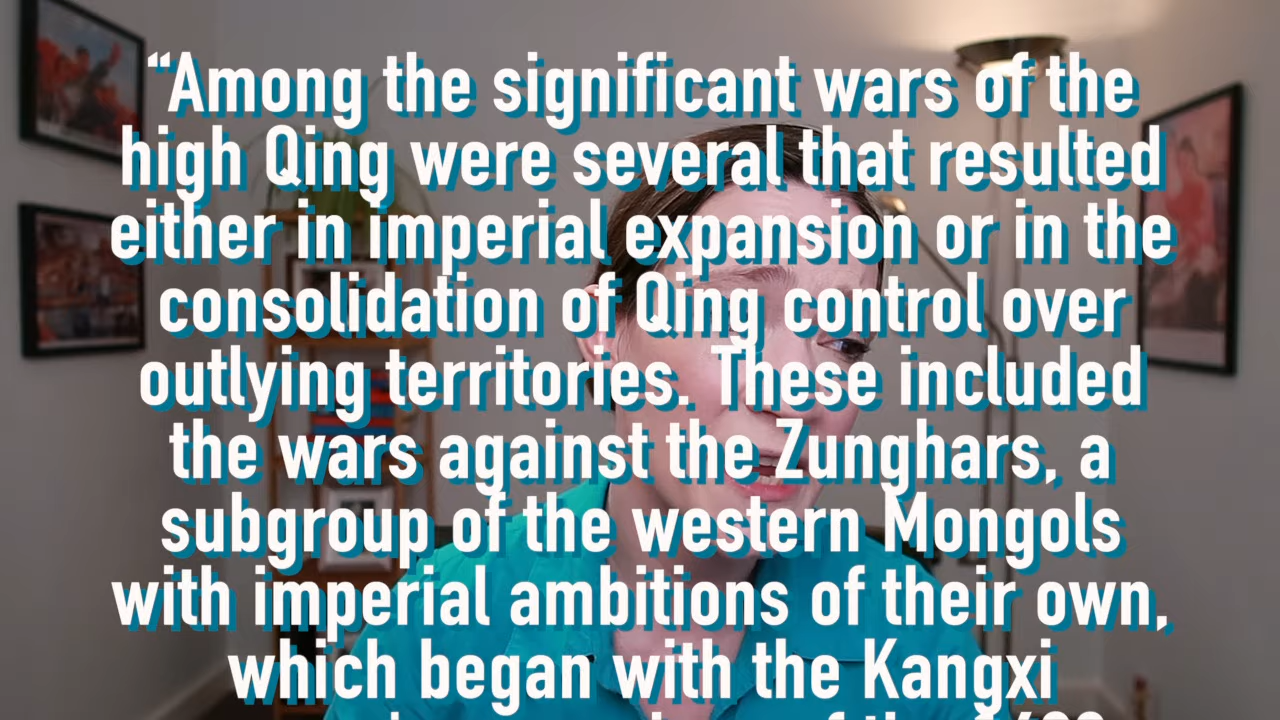 “Among the significant wars of the
high Qing were several that resulted
either in imperial expansion or in the
consolidation of Qing control over
outlying territories. These included
the wars against the Zunghars, a
subgroup of the western Mongols
with imperial ambitions of their own,
which began with the Kangxi